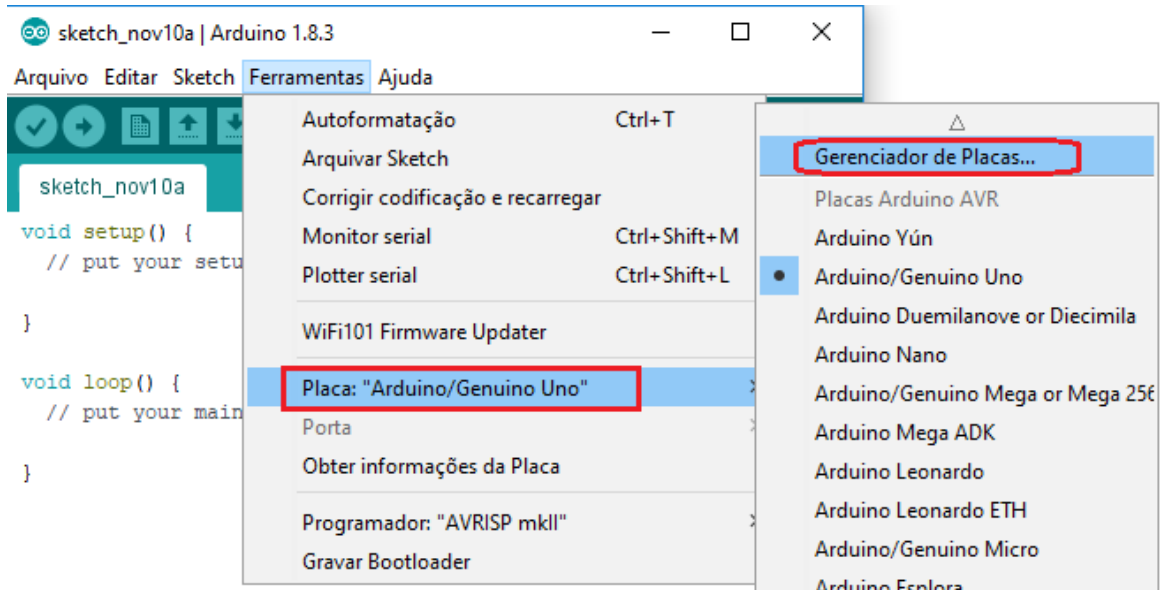 sketch_nov10a | Arduino 1.8.3
Arquivo Editar Sketch Ferramentas Ajuda
sketch_nov10a
void setup() {
// put your setu
}
void loop() {
// put your main
}
Autoformatação Ctrl+T
Arquivar Sketch
Corrigir codificação e recarregar
Monitor serial Ctrl+Shift+M
Plotter serial Ctrl+Shift+L
WiFi101 Firmware Updater
Placa: "Arduino/Genuino Uno"
Porta
Obter informações da Placa
Programador: "AVRISP mkII"
Gravar Bootloader
Gerenciador de Placas...
Placas Arduino AVR
Arduino Yún
Arduino/Genuino Uno
Arduino Duemilanove or Diecimila
Arduino Nano
Arduino/Genuino Mega or Mega 256
Arduino Mega ADK
Arduino Leonardo
Arduino Leonardo ETH
Arduino/Genuino Micro
Arduino Esplora